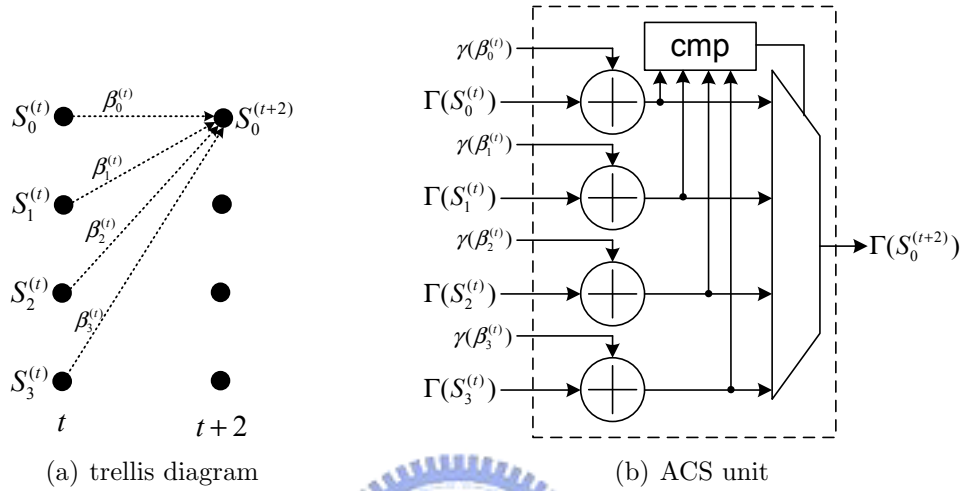 S_0^{(t)}
β_0^{(t)}
S_0^{(t+2)}
β_1^{(t)}
S_1^{(t)}
β_2^{(t)}
S_2^{(t)}
β_3^{(t)}
S_3^{(t)}
t
t+2
(a) trellis diagram
γ(β_0^{(t)})
cmp
Γ(S_0^{(t)})
γ(β_1^{(t)})
Γ(S_1^{(t)})
γ(β_2^{(t)})
Γ(S_0^{(t+2)})
Γ(S_2^{(t)})
γ(β_3^{(t)})
Γ(S_3^{(t)})
(b) ACS unit